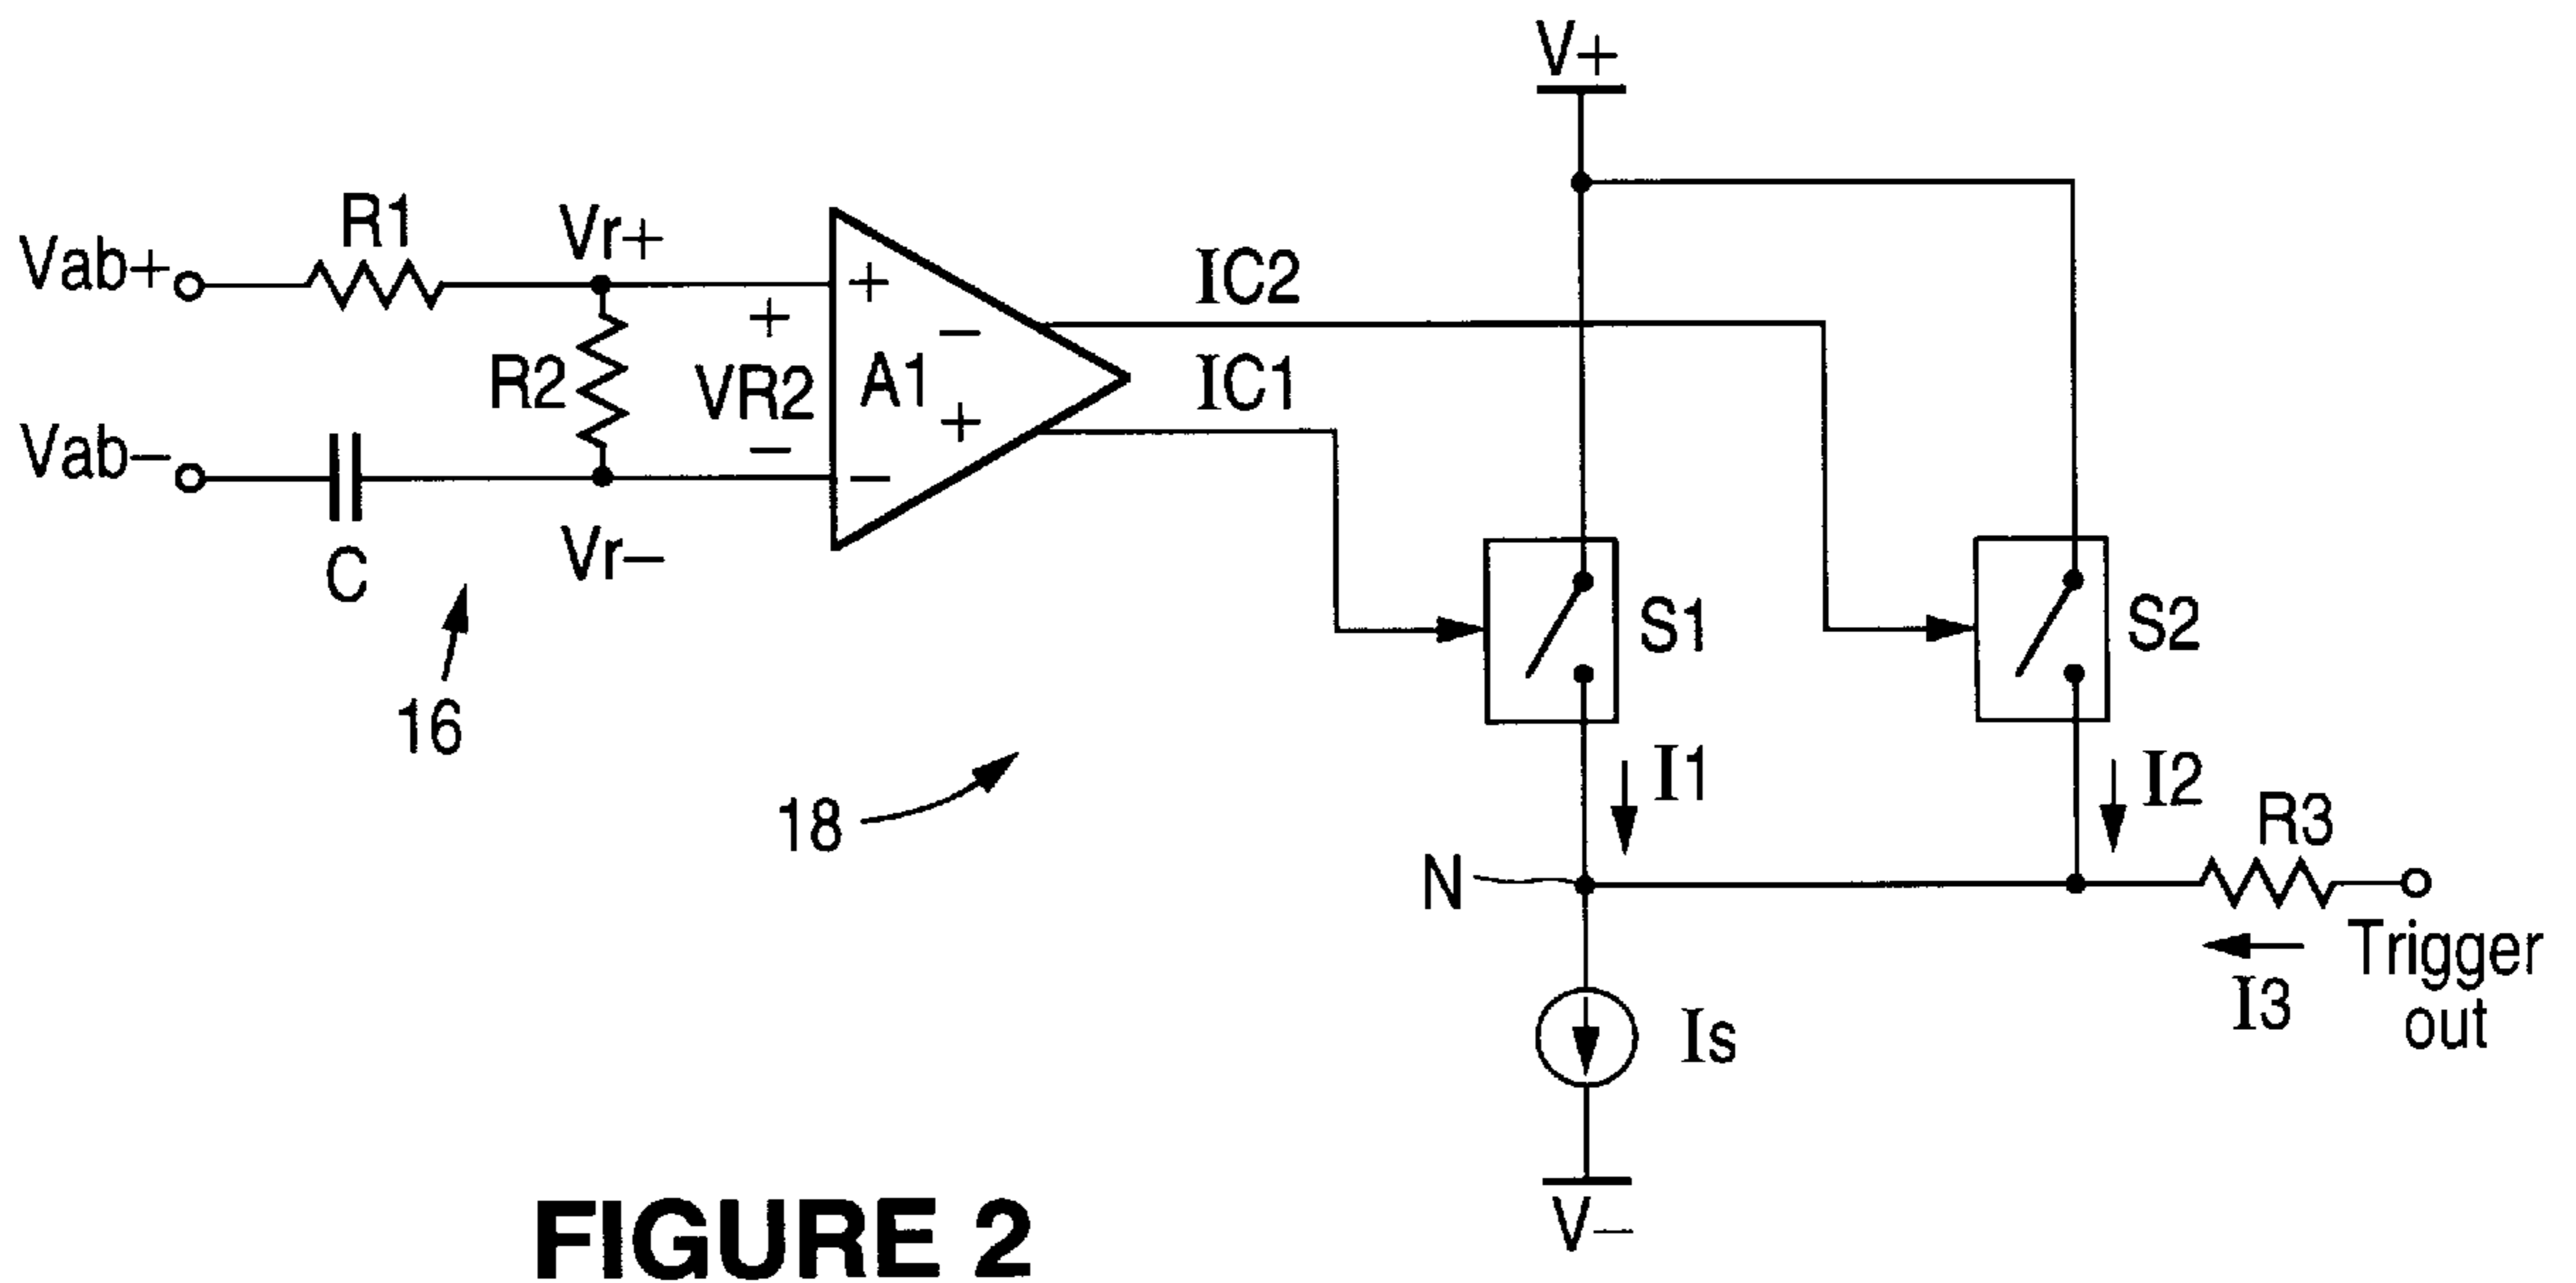 V+
R1
Vab+
Vr+
+
+
−
IC2
R2
VR2
A1
IC1
Vab−
−
+
−
C
Vr−
16
S1
S2
18
I1
I2
R3
N
Trigger
out
I3
Is
V−
FIGURE 2